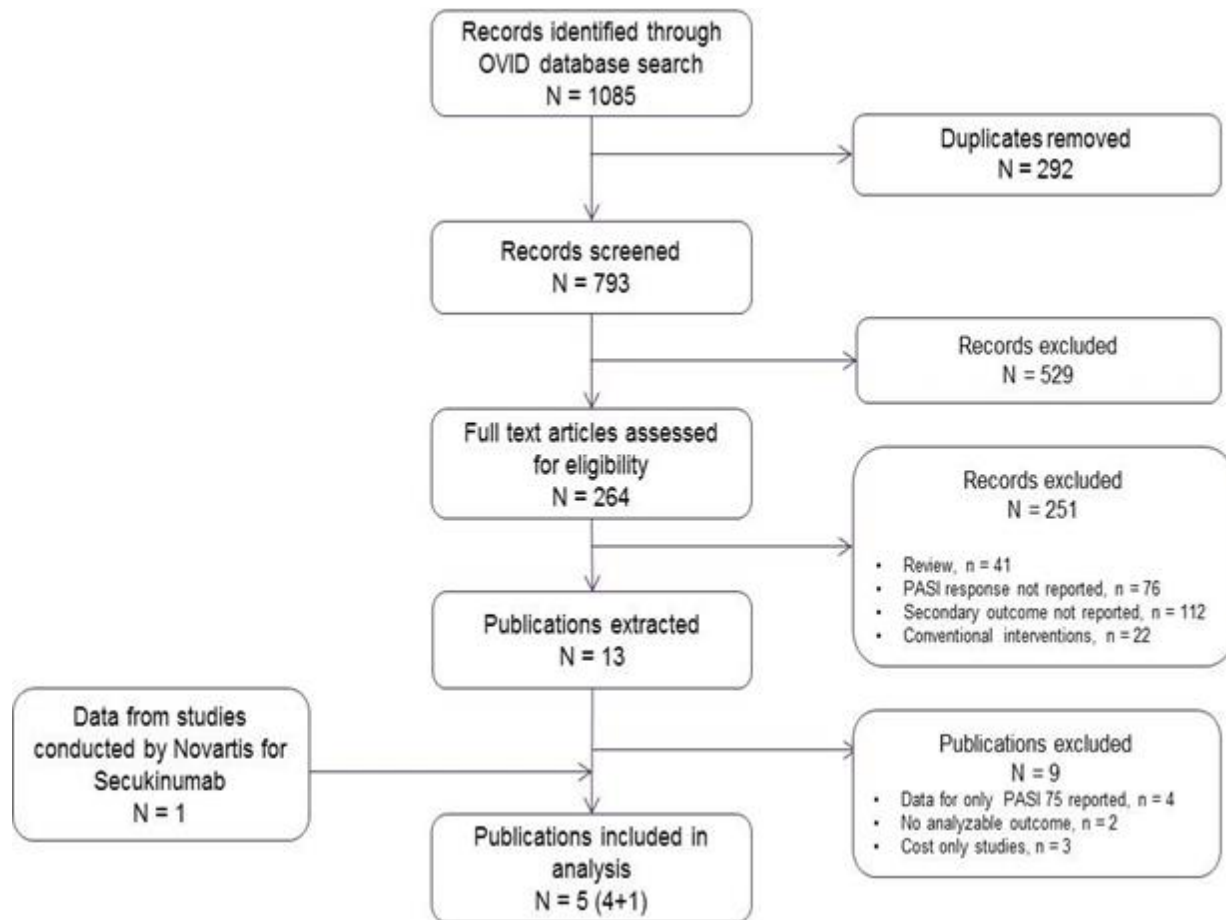 Records identified through
OVID database search
N = 1085
Duplicates removed
N = 292
Records screened
N = 793
Records excluded
N = 529
Full text articles assessed
for eligibility
N = 264
Records excluded
N = 251
• Review, n = 41
• PASI response not reported, n = 76
• Secondary outcome not reported, n = 112
• Conventional interventions, n = 22
Publications extracted
N = 13
Data from studies
conducted by Novartis for
Secukinumab
N = 1
Publications excluded
N = 9
• Data for only PASI 75 reported, n = 4
• No analyzable outcome, n = 2
• Cost only studies, n = 3
Publications included in
analysis
N = 5 (4+1)